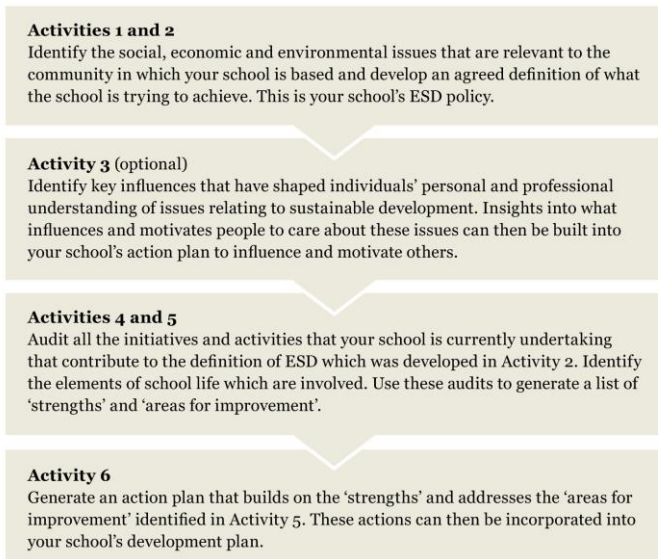 Activities 1 and 2
Identify the social, economic and environmental issues that are relevant to the
community in which your school is based and develop an agreed definition of what
the school is trying to achieve. This is your school’s ESD policy.
Activity 3 (optional)
Identify key influences that have shaped individuals’ personal and professional
understanding of issues relating to sustainable development. Insights into what
influences and motivates people to care about these issues can then be built into
your school’s action plan to influence and motivate others.
Activities 4 and 5
Audit all the initiatives and activities that your school is currently undertaking
that contribute to the definition of ESD which was developed in Activity 2. Identify
the elements of school life which are involved. Use these audits to generate a list of
‘strengths’ and ‘areas for improvement’.
Activity 6
Generate an action plan that builds on the ‘strengths’ and addresses the ‘areas for
improvement’ identified in Activity 5. These actions can then be incorporated into
your school’s development plan.